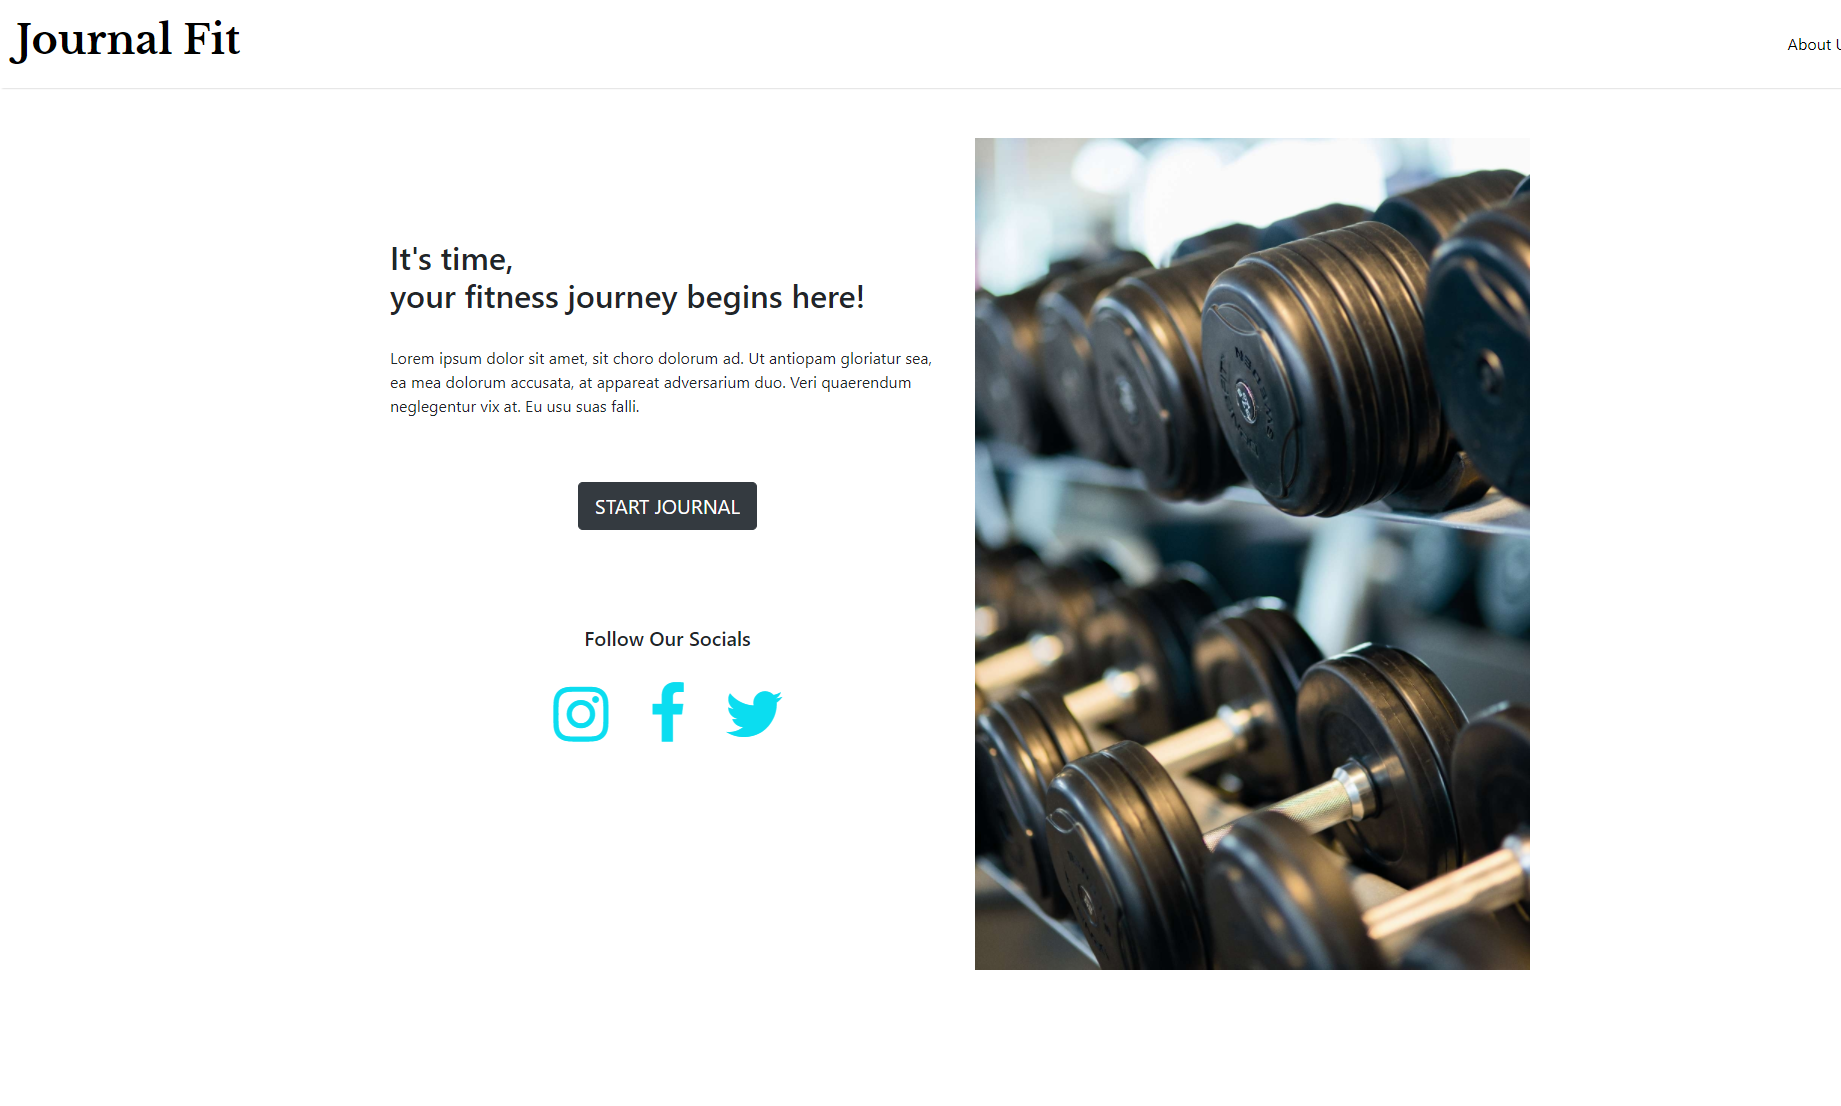 Journal Fit
About U
It's time,
your fitness journey begins here!
Lorem ipsum dolor sit amet, sit choro dolorum ad. Ut antiopam gloriatur sea,
ea mea dolorum accusata, at appareat adversarium duo. Veri quaerendum
neglegentur vix at. Eu usu suas falli.
START JOURNAL
Follow Our Socials